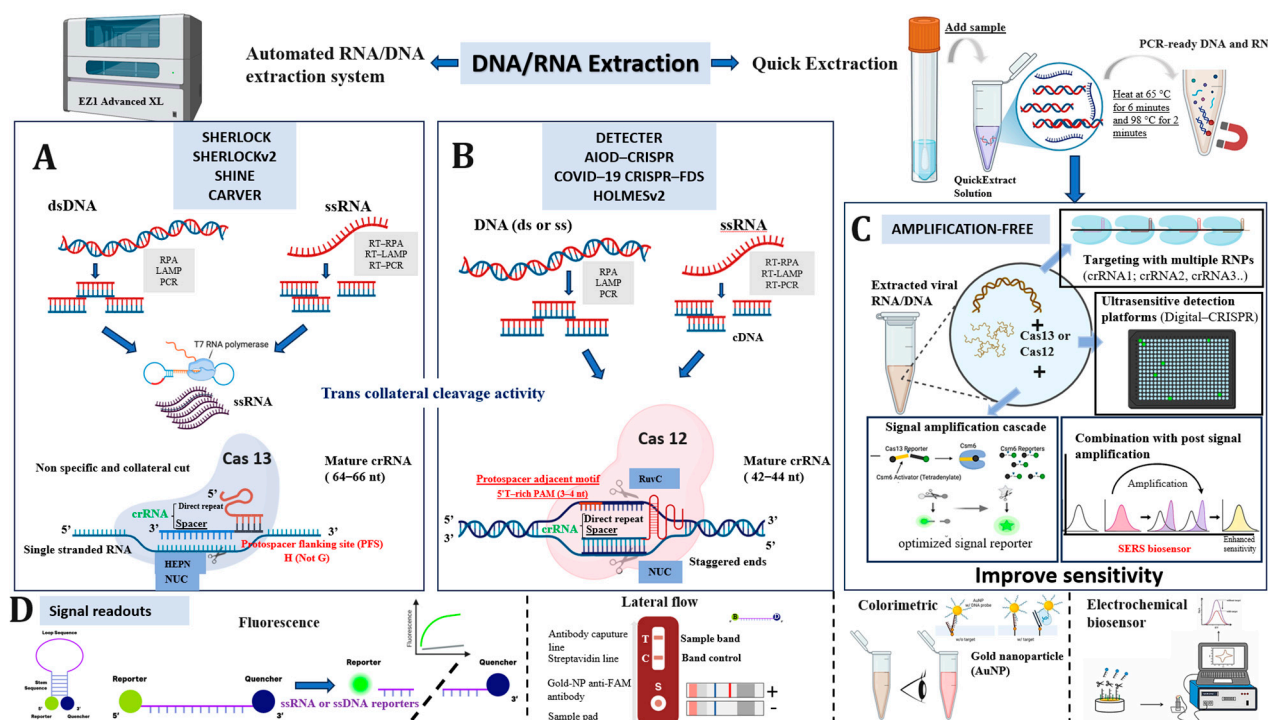 EZ1 Advanced XL
Automated RNA/DNA
extraction system
DNA/RNA Extraction
Quick Exctraction
Add sample
QuickExtract
Solution
Heat at 65 °C
for 6 minutes
and 98 °C for 2
minutes
PCR-ready DNA and RN
A
SHERLOCK
SHERLOCKv2
SHINE
CARVER
dsDNA
RPA
LAMP
PCR
ssRNA
RT–RPA
RT–LAMP
RT–PCR
T7 RNA polymerase
ssRNA
Trans collateral cleavage activity
Non specific and collateral cut
Cas 13
Mature crRNA
( 64–66 nt)
5’
Direct repeat
crRNA
Spacer
3’
5’
3’
Single stranded RNA
Protospacer flanking site (PFS)
H (Not G)
HEPN
NUC
B
DETECTER
AIOD–CRISPR
COVID–19 CRISPR–FDS
HOLMESv2
DNA (ds or ss)
RPA
LAMP
PCR
ssRNA
RT-RPA
RT-LAMP
RT-PCR
cDNA
Cas 12
Mature crRNA
( 42–44 nt)
Protospacer adjacent motif
5'T–rich PAM (3–4 nt)
RuvC
5’
3’
Direct repeat
crRNA
Spacer
3’
5’
NUC
Staggered ends
C
AMPLIFICATION-FREE
Extracted viral
RNA/DNA
+
Cas13 or
Cas12
+
Targeting with multiple RNPs
(crRNA1; crRNA2, crRNA3..)
Ultrasensitive detection
platforms (Digital–CRISPR)
Signal amplification cascade
Cas13 Reporter
Csm6
Csm6 Reporters
Csm6 Activator (Tetradenylate)
optimized signal reporter
Combination with post signal
amplification
Amplification
SERS biosensor
Enhanced
sensitivity
Improve sensitivity
D
Signal readouts
Loop Sequence
Stem
Sequence
Reporter
Quencher
Fluorescence
Reporter
Quencher
5'
3'
Fluorescence
Reporter
ssRNA or ssDNA reporters
Quencher
3'
Lateral flow
Antibody caputure
line
Streptavidin line
Gold-NP anti-FAM
antibody
Sample pad
T
C
S
Sample band
Band control
B
+
-
Colorimetric
AuNP
w/ DNA probe
w/s target
w/o target
Gold nanoparticle
(AuNP)
Electrochemical
biosensor